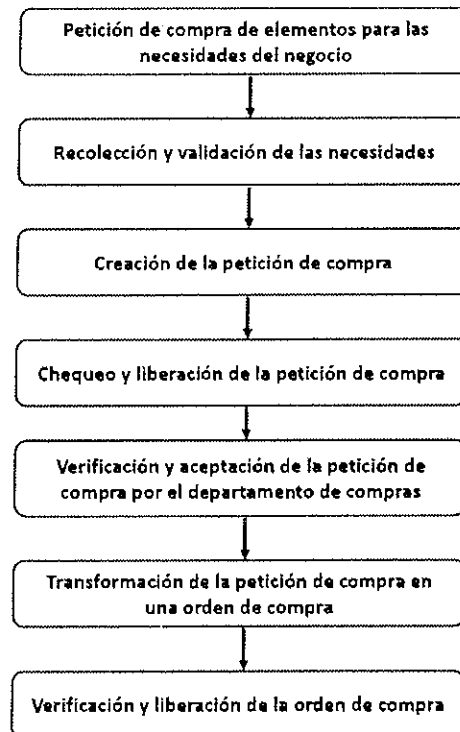 Petición de compra de elementos para las
necesidades del negocio
Recolección y validación de las necesidades
Creación de la petición de compra
Chequeo y liberación de la petición de compra
Verificación y aceptación de la petición de
compra por el departamento de compras
Transformación de la petición de compra en
una orden de compra
Verificación y liberación de la orden de compra